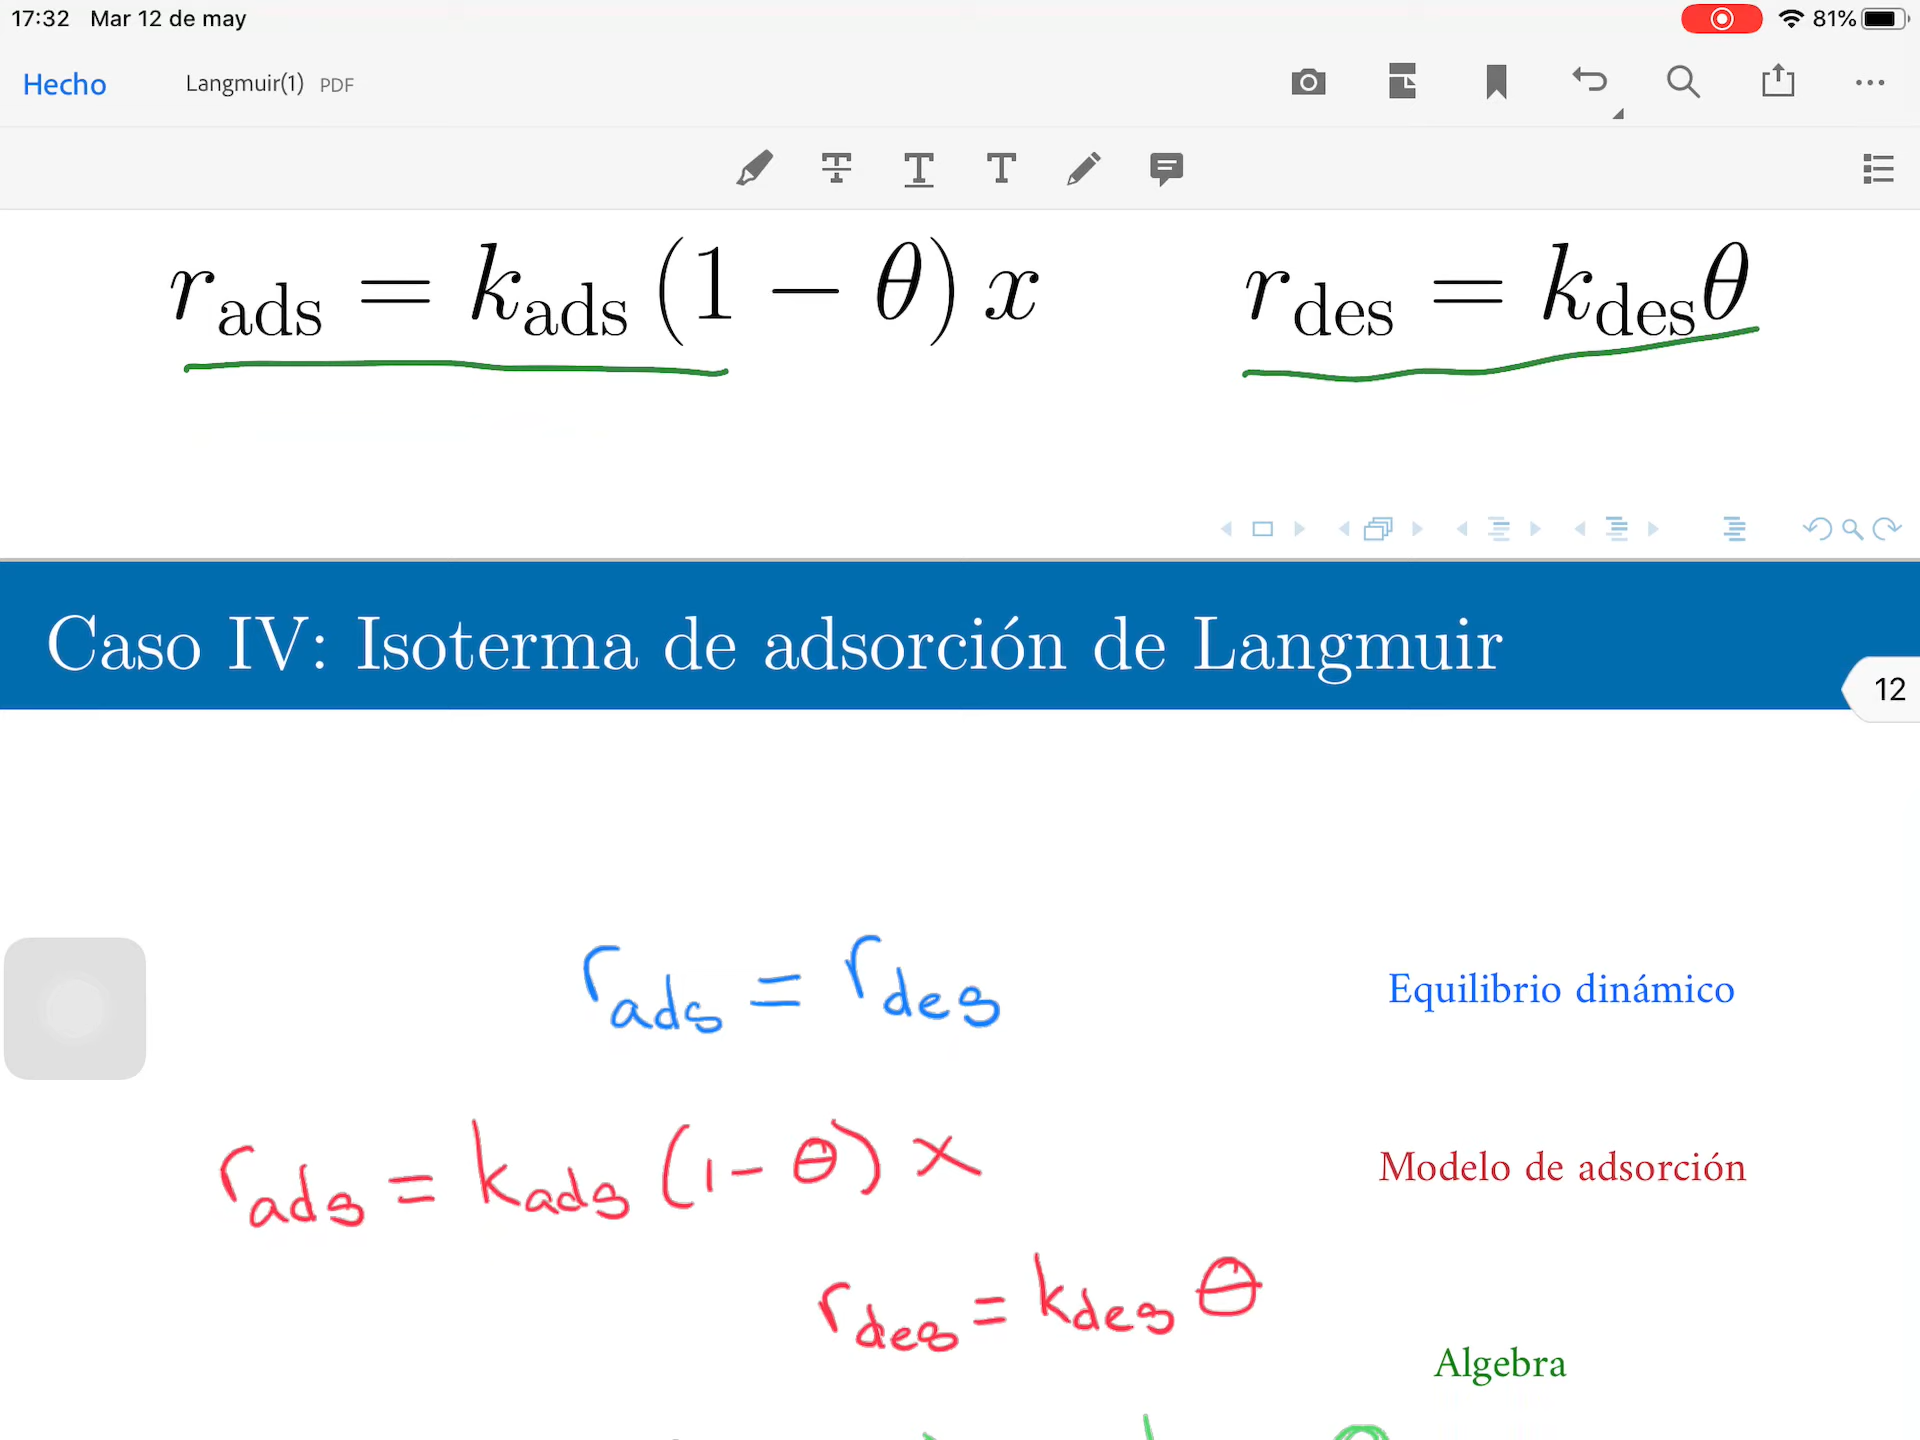 17:32 Mar 12 de may 81%
Hecho Langmuir(1) PDF
r_ads = k_ads (1 − θ) x r_des = k_des θ
Caso IV: Isoterma de adsorción de Langmuir
12
r_ads = r_des Equilibrio dinámico
r_ads = k_ads (1 - θ) x Modelo de adsorción
r_des = k_des θ
Algebra